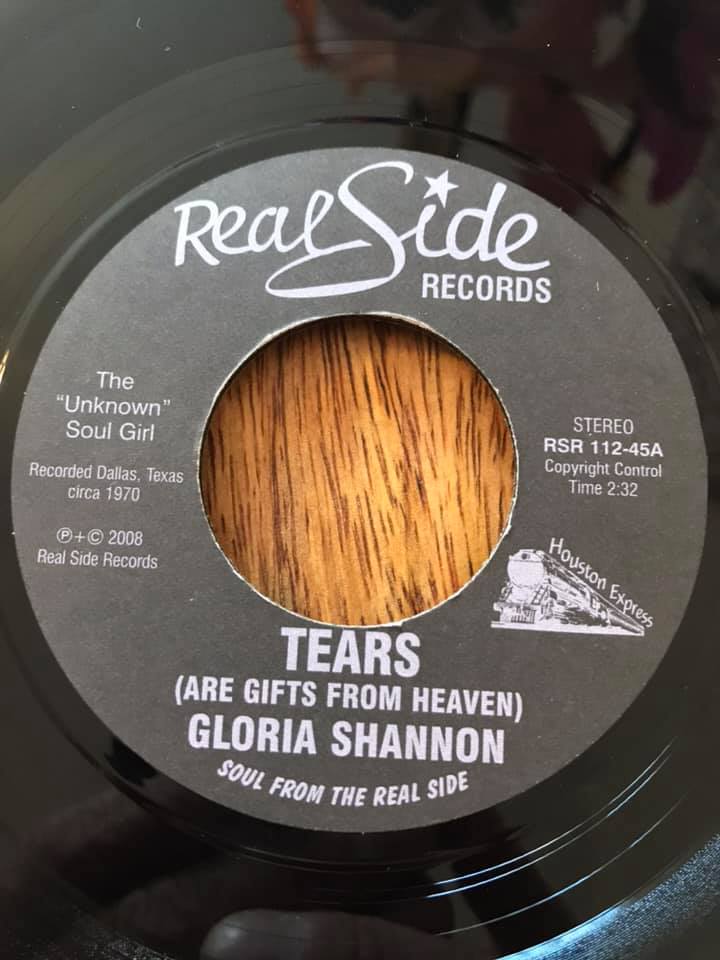 Real Side
RECORDS
The
"Unknown"
Soul Girl
Recorded Dallas, Texas
circa 1970
℗+© 2008
Real Side Records
STEREO
RSR 112-45A
Copyright Control
Time 2:32
Houston Express
TEARS
(ARE GIFTS FROM HEAVEN)
GLORIA SHANNON
SOUL FROM THE REAL SIDE